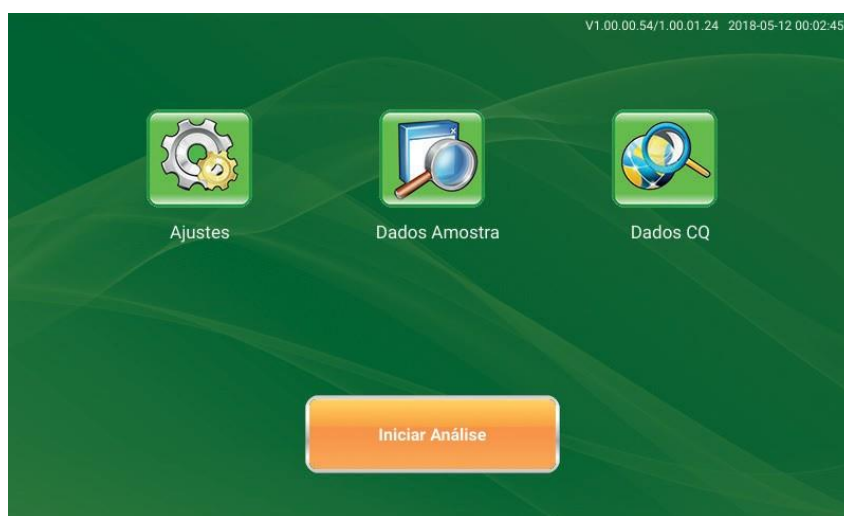 V1.00.00.54/1.00.01.24 2018-05-12 00:02:45
Ajustes
Dados Amostra
Dados CQ
Iniciar Análise